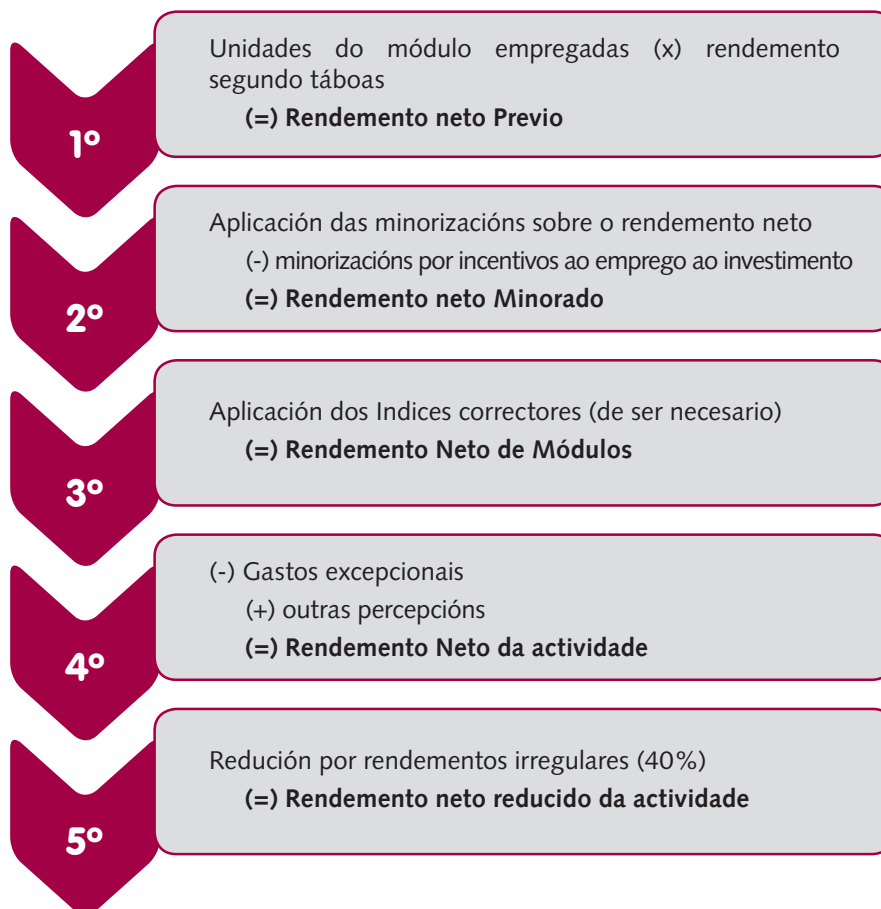 1º
Unidades do módulo empregadas (x) rendemento
segundo táboas
(=) Rendemento neto Previo
2º
Aplicación das minorizacións sobre o rendemento neto
(-) minorizacións por incentivos ao emprego ao investimento
(=) Rendemento neto Minorado
3º
Aplicación dos Indices correctores (de ser necesario)
(=) Rendemento Neto de Módulos
4º
(-) Gastos excepcionais
(+) outras percepcións
(=) Rendemento Neto da actividade
5º
Redución por rendementos irregulares (40%)
(=) Rendemento neto reducido da actividade